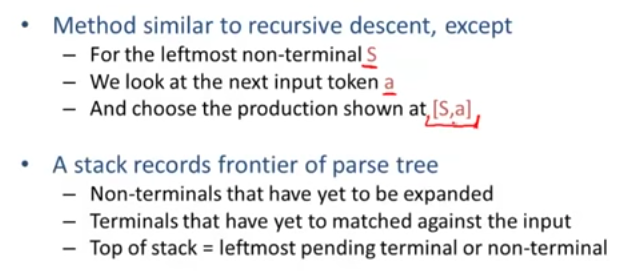 • Method similar to recursive descent, except
– For the leftmost non-terminal S
– We look at the next input token a
– And choose the production shown at [S,a]
• A stack records frontier of parse tree
– Non-terminals that have yet to be expanded
– Terminals that have yet to matched against the input
– Top of stack = leftmost pending terminal or non-terminal